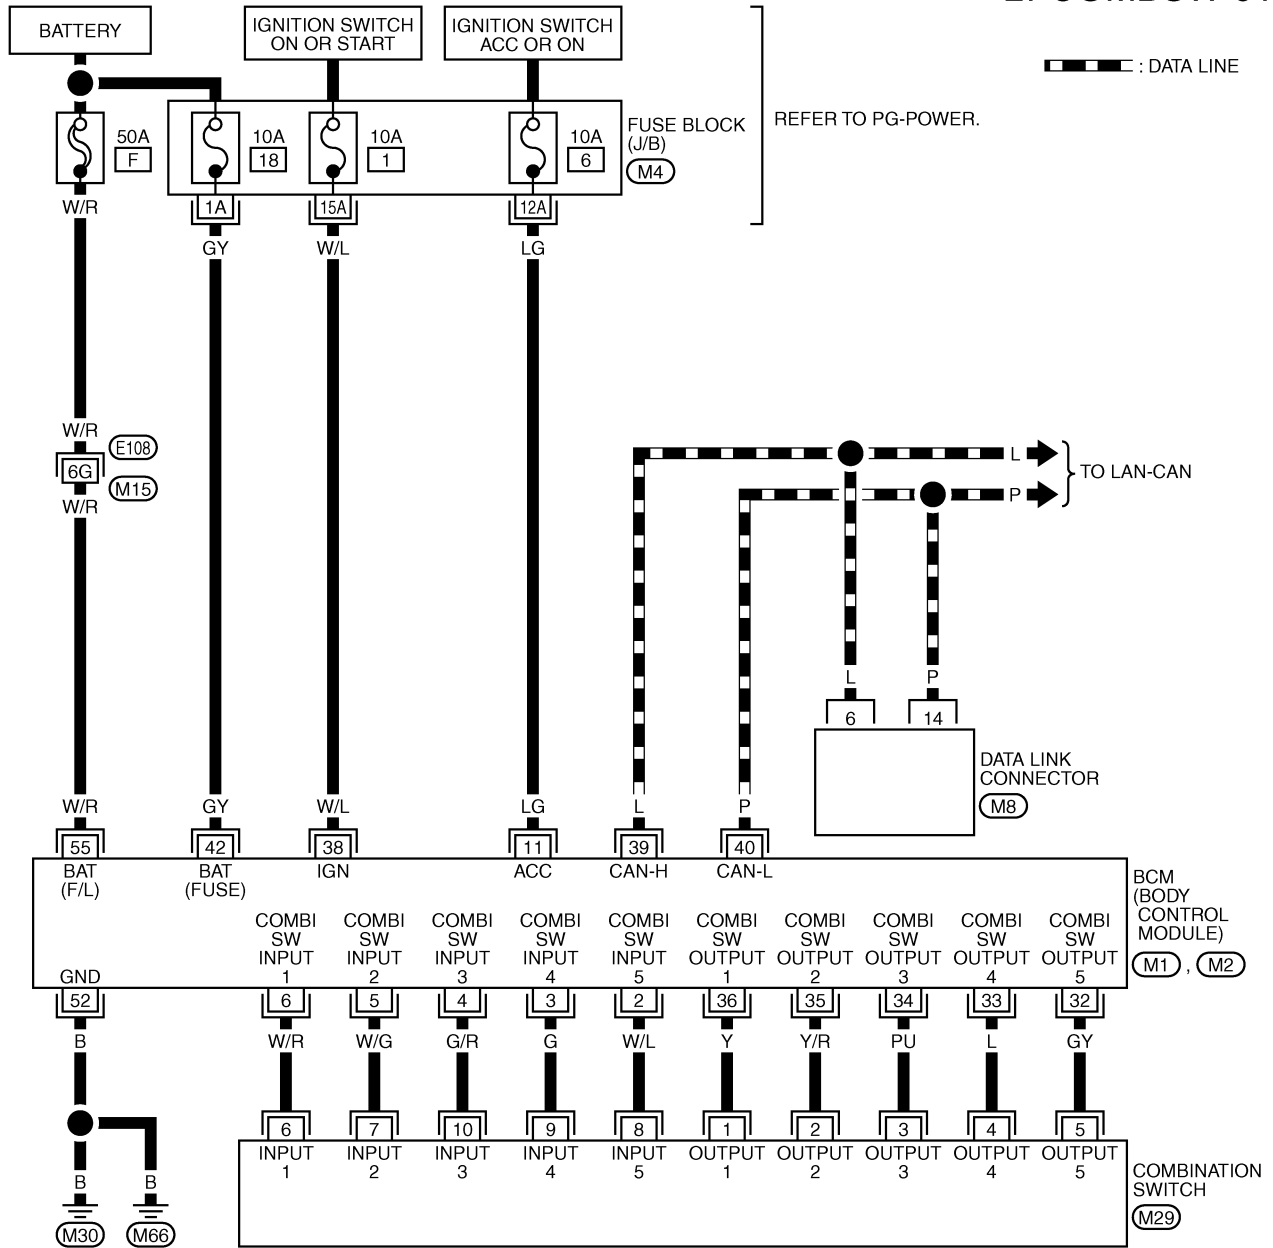 BATTERY
IGNITION SWITCH
ON OR START
IGNITION SWITCH
ACC OR ON
: DATA LINE
REFER TO PG-POWER.
50A
F
10A
18
10A
1
10A
6
FUSE BLOCK
(J/B)
M4
1A
15A
12A
W/R
GY
W/L
LG
W/R
E108
6G
M15
W/R
L
P
TO LAN-CAN
L
P
6
14
DATA LINK
CONNECTOR
M8
W/R
GY
W/L
LG
L
P
55
42
38
11
39
40
BAT
(F/L)
BAT
(FUSE)
IGN
ACC
CAN-H
CAN-L
BCM
(BODY
CONTROL
MODULE)
M1 , M2
COMBI
SW
INPUT
1
COMBI
SW
INPUT
2
COMBI
SW
INPUT
3
COMBI
SW
INPUT
4
COMBI
SW
INPUT
5
COMBI
SW
OUTPUT
1
COMBI
SW
OUTPUT
2
COMBI
SW
OUTPUT
3
COMBI
SW
OUTPUT
4
COMBI
SW
OUTPUT
5
GND
52
6
5
4
3
2
36
35
34
33
32
B
W/R
W/G
G/R
G
W/L
Y
Y/R
PU
L
GY
6
7
10
9
8
1
2
3
4
5
INPUT
1
INPUT
2
INPUT
3
INPUT
4
INPUT
5
OUTPUT
1
OUTPUT
2
OUTPUT
3
OUTPUT
4
OUTPUT
5
COMBINATION
SWITCH
M29
B
B
M30
M66